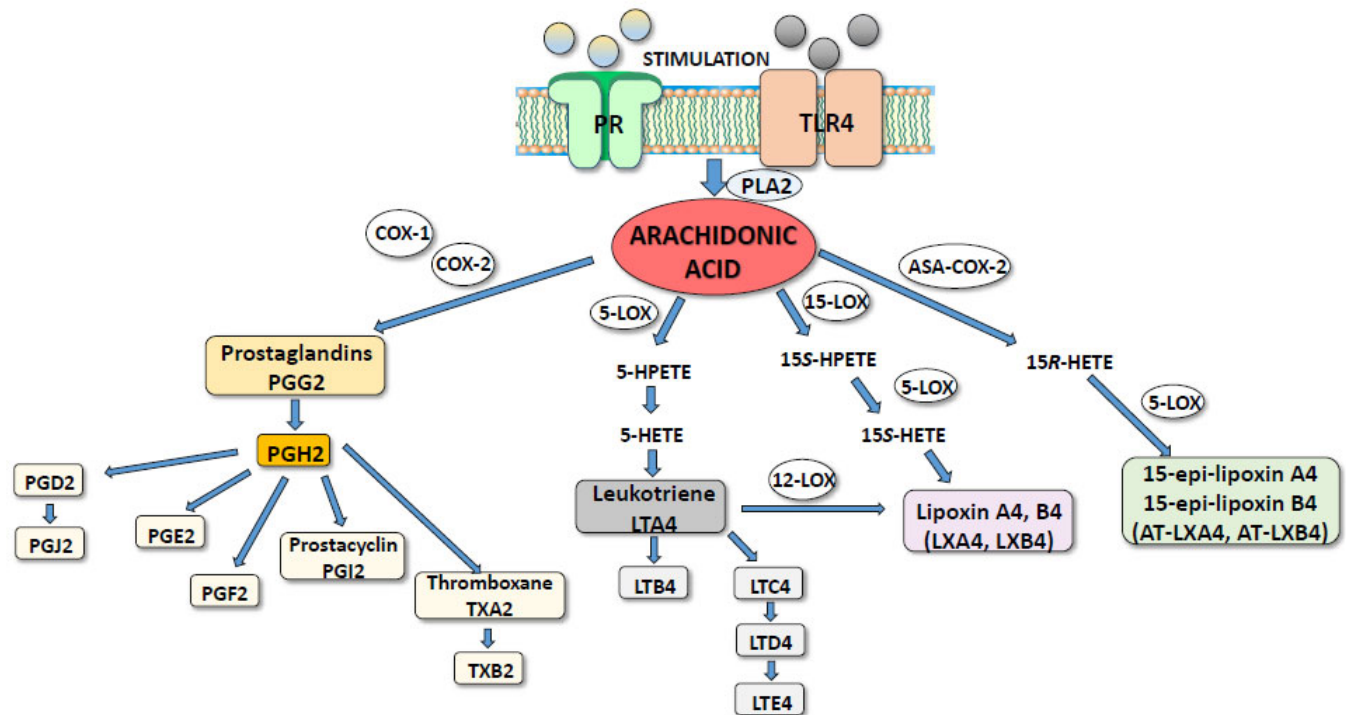 STIMULATION
PR
TLR4
PLA2
ARACHIDONIC
ACID
COX-1
COX-2
5-LOX
15-LOX
ASA-COX-2
Prostaglandins
PGG2
5-HPETE
15S-HPETE
15R-HETE
5-LOX
5-LOX
PGH2
5-HETE
15S-HETE
PGD2
PGJ2
PGE2
PGF2
Prostacyclin
PGI2
Thromboxane
TXA2
TXB2
Leukotriene
LTA4
12-LOX
LTB4
LTC4
LTD4
LTE4
Lipoxin A4, B4
(LXA4, LXB4)
15-epi-lipoxin A4
15-epi-lipoxin B4
(AT-LXA4, AT-LXB4)